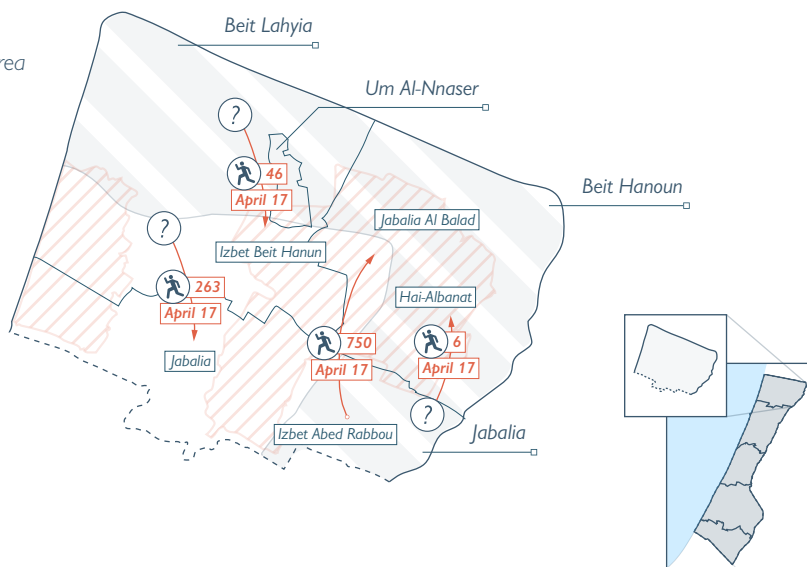 Beit Lahyia
rea
Um Al-Nnaser
?
46
April 17
Beit Hanoun
Jabalia Al Balad
?
Izbet Beit Hanun
263
April 17
Hai-Albanat
750
6
April 17
April 17
Jabalia
?
Izbet Abed Rabbou
Jabalia